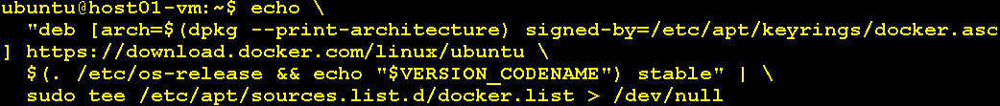 ubuntu@host01-vm:~$ echo \
  "deb [arch=$(dpkg --print-architecture) signed-by=/etc/apt/keyrings/docker.asc
] https://download.docker.com/linux/ubuntu \
  $(. /etc/os-release && echo "$VERSION_CODENAME") stable" | \
  sudo tee /etc/apt/sources.list.d/docker.list > /dev/null